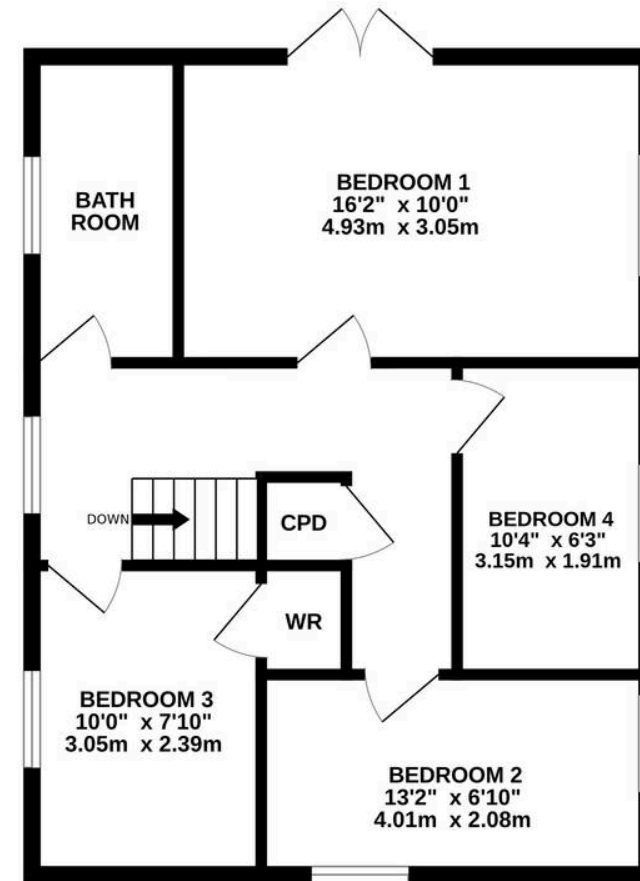 BATH
ROOM
BEDROOM 1
16'2" x 10'0"
4.93m x 3.05m
DOWN
CPD
BEDROOM 4
10'4" x 6'3"
3.15m x 1.91m
WR
BEDROOM 3
10'0" x 7'10"
3.05m x 2.39m
BEDROOM 2
13'2" x 6'10"
4.01m x 2.08m